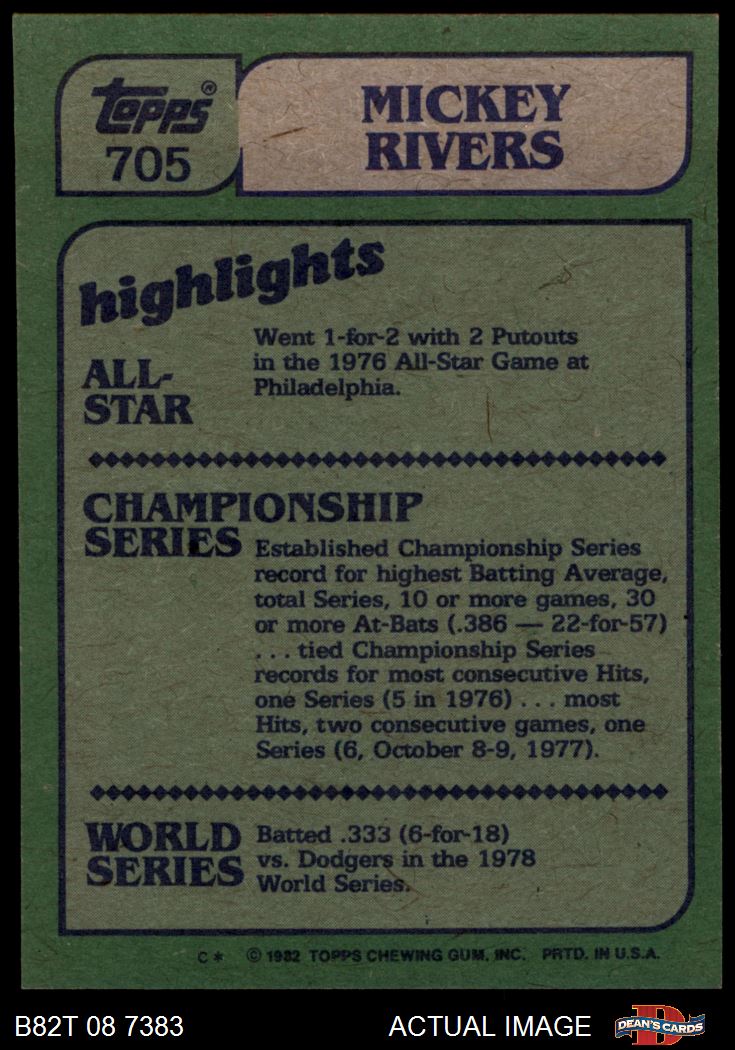 topps®
705
MICKEY
RIVERS
highlights
ALL-
STAR
Went 1-for-2 with 2 Putouts
in the 1976 All-Star Game at
Philadelphia.
CHAMPIONSHIP
SERIES
Established Championship Series
record for highest Batting Average,
total Series, 10 or more games, 30
or more At-Bats (.386 — 22-for-57)
. . . tied Championship Series
records for most consecutive Hits,
one Series (5 in 1976) . . . most
Hits, two consecutive games, one
Series (6, October 8-9, 1977).
WORLD
SERIES
Batted .333 (6-for-18)
vs. Dodgers in the 1978
World Series.
C* © 1982 TOPPS CHEWING GUM, INC. PRTD. IN U.S.A.
B82T 08 7383 ACTUAL IMAGE D DEAN'S CARDS